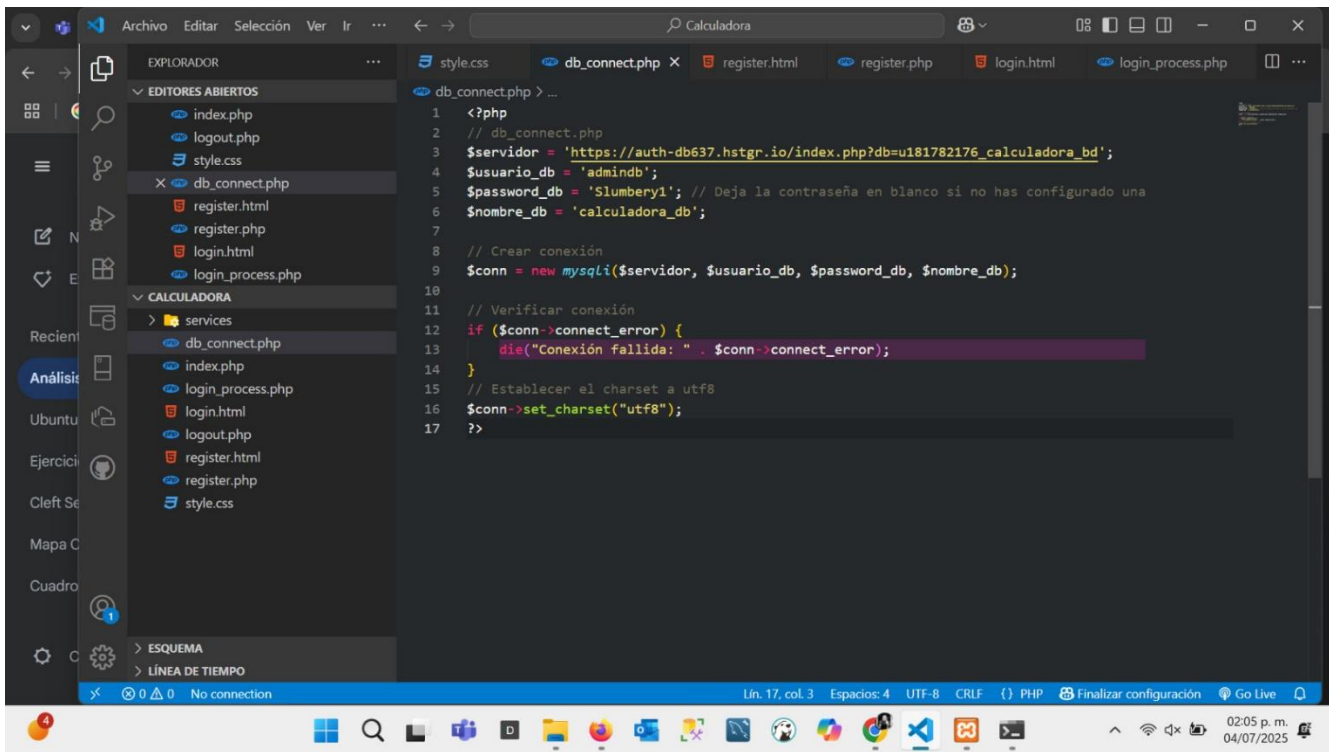 Archivo Editar Selección Ver Ir ... Calculadora
EXPLORADOR ...
EDITORES ABIERTOS
index.php
logout.php
style.css
db_connect.php
register.html
register.php
login.html
login_process.php
CALCULADORA
services
db_connect.php
index.php
login_process.php
login.html
logout.php
register.html
register.php
style.css
ESQUEMA
LÍNEA DE TIEMPO
style.css db_connect.php register.html register.php login.html login_process.php ...
db_connect.php > ...
1 <?php
2 // db_connect.php
3 $servidor = 'https://auth-db637.hstgr.io/index.php?db=u181782176_calculadora_bd';
4 $usuario_db = 'admindb';
5 $password_db = 'Slumbery1'; // Deja la contraseña en blanco si no has configurado una
6 $nombre_db = 'calculadora_db';
7
8 // Crear conexión
9 $conn = new mysqli($servidor, $usuario_db, $password_db, $nombre_db);
10
11 // Verificar conexión
12 if ($conn->connect_error) {
13 die("Conexión fallida: " . $conn->connect_error);
14 }
15 // Establecer el charset a utf8
16 $conn->set_charset("utf8");
17 ?>
N
E
Recient
Análisis
Ubuntu
Ejercici
Cleft Se
Mapa C
Cuadro
C
1
0 0 No connection Lín. 17, col. 3 Espacios: 4 UTF-8 CRLF {} PHP Finalizar configuración Go Live
4
02:05 p. m.
04/07/2025